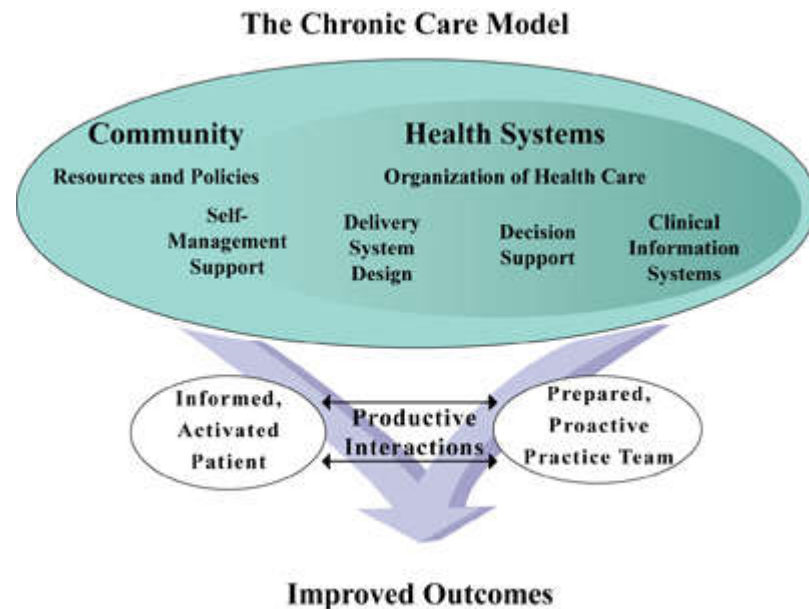 The Chronic Care Model
Community
Health Systems
Resources and Policies
Organization of Health Care
Self-
Management
Support
Delivery
System
Design
Decision
Support
Clinical
Information
Systems
Informed,
Activated
Patient
Productive
Interactions
Prepared,
Proactive
Practice Team
Improved Outcomes